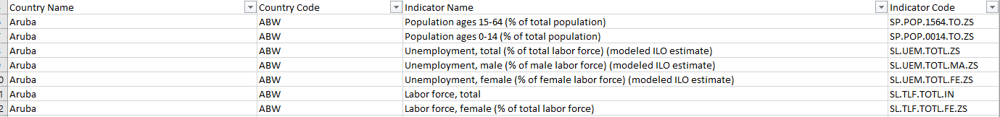 Country Name Country Code Indicator Name Indicator Code
Aruba ABW Population ages 15-64 (% of total population) SP.POP.1564.TO.ZS
Aruba ABW Population ages 0-14 (% of total population) SP.POP.0014.TO.ZS
Aruba ABW Unemployment, total (% of total labor force) (modeled ILO estimate) SL.UEM.TOTL.ZS
Aruba ABW Unemployment, male (% of male labor force) (modeled ILO estimate) SL.UEM.TOTL.MA.ZS
0 Aruba ABW Unemployment, female (% of female labor force) (modeled ILO estimate) SL.UEM.TOTL.FE.ZS
1 Aruba ABW Labor force, total SL.TLF.TOTL.IN
2 Aruba ABW Labor force, female (% of total labor force) SL.TLF.TOTL.FE.ZS